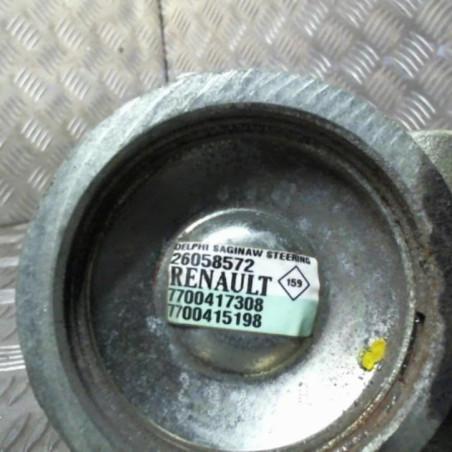 DELPHI SAGINAW STEERING
26058572
RENAULT 159
7700417308
7700415198